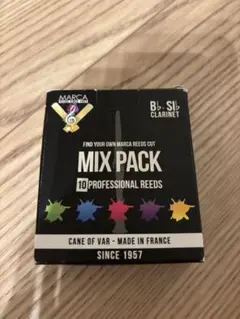 MARCA
B♭ SI♭
CLARINET
FIND YOUR OWN MARCA REEDS CUT
MIX PACK
10 PROFESSIONAL REEDS
CANE OF VAR - MADE IN FRANCE
SINCE 1957